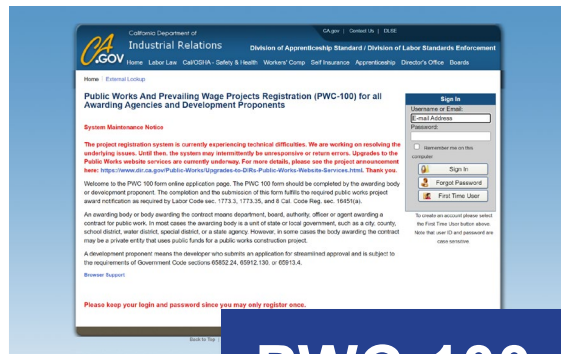 CA.gov | Contact Us | DLSE
California Department of
Industrial Relations
Division of Apprenticeship Standard / Division of Labor Standards Enforcement
CA
.GOV
Home Labor Law Cal/OSHA - Safety & Health Workers' Comp Self Insurance Apprenticeship Director's Office Boards
Home External Lookup
Public Works And Prevailing Wage Projects Registration (PWC-100) for all
Awarding Agencies and Development Proponents
System Maintenance Notice
The project registration system is currently experiencing technical difficulties. We are working on resolving the
underlying issues. Until then, the system may intermittently be unresponsive or return errors. Upgrades to the
Public Works website services are currently underway. For more details, please see the project announcement
here: https://www.dir.ca.gov/Public-Works/Upgrades-to-DIRs-Public-Works-Website-Services.html. Thank you.
Welcome to the PWC 100 form online application page. The PWC 100 form should be completed by the awarding body
or development proponent. The completion and the submission of this form fulfills the required public works project
award notification as required by Labor Code sec. 1773.3, 1773.35, and 8 Cal. Code Reg. sec. 16451(a).
An awarding body or body awarding the contract means department, board, authority, officer or agent awarding a
contract for public work. In most cases the awarding body is a unit of state or local government, such as a city, county,
school district, water district, special district, or a state agency. However, in some cases the body awarding the contract
may be a private entity that uses public funds for a public works construction project.
A development proponent means the developer who submits an application for streamlined approval and is subject to
the requirements of Government Code sections 65852.24, 65912.130, or 65913.4.
Browser Support
Please keep your login and password since you may only register once.
Sign In
Username or Email:
E-mail Address
Password:
Remember me on this
computer
Sign In
Forgot Password
First Time User
To create an account please select
the First Time User button above.
Note that user ID and password are
case sensitive.
Back to Top |
PWC-100